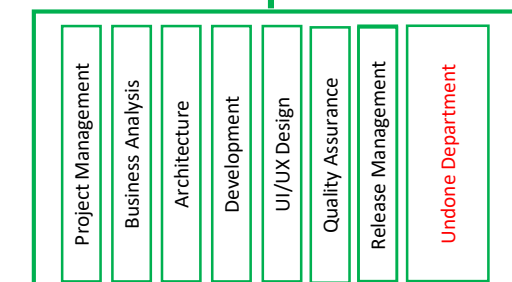 Project Management
Business Analysis
Architecture
Development
UI/UX Design
Quality Assurance
Release Management
Undone Department